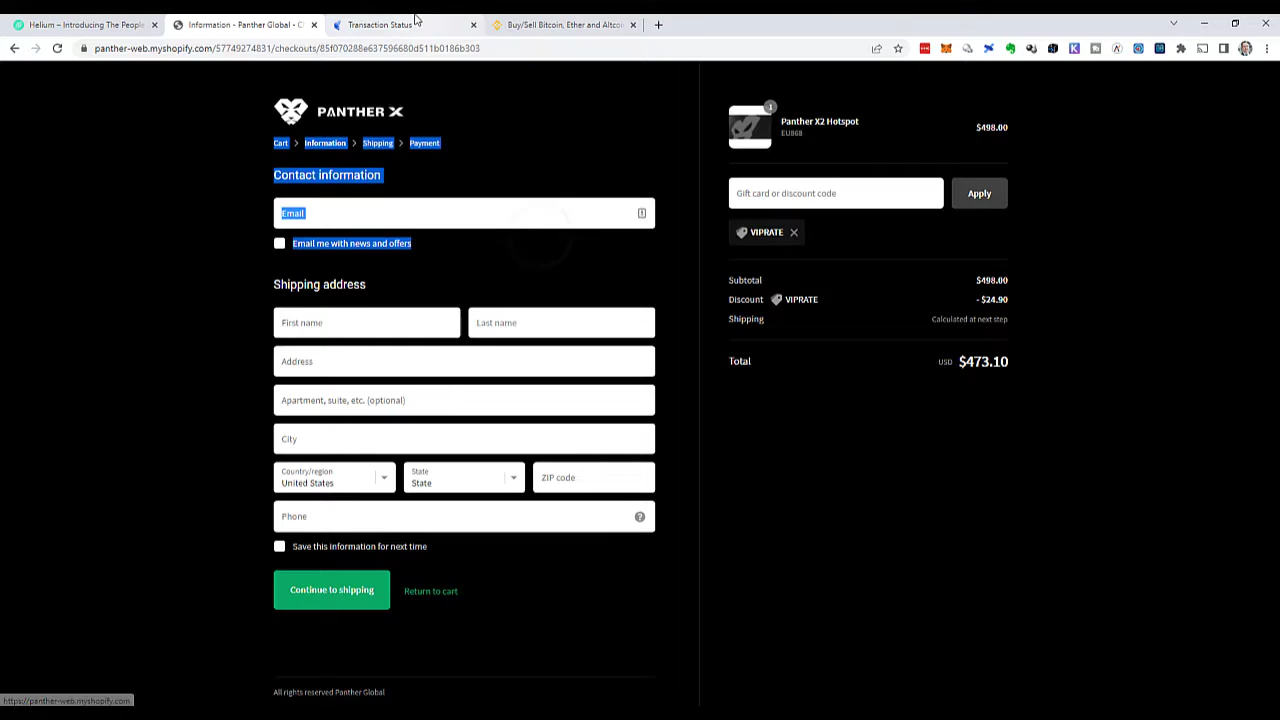 Helium – Introducing The People
Information - Panther Global - C
Transaction Status
Buy/Sell Bitcoin, Ether and Altcoi
panther-web.myshopify.com/57749274831/checkouts/85f070288e637596680d511b0186b303
PANTHER X
Cart > Information > Shipping > Payment
Contact information
Email
Email me with news and offers
Shipping address
First name
Last name
Address
Apartment, suite, etc. (optional)
City
Country/region
United States
State
State
ZIP code
Phone
Save this information for next time
Continue to shipping
Return to cart
All rights reserved Panther Global
1
Panther X2 Hotspot
EU868
$498.00
Gift card or discount code
Apply
VIPRATE
Subtotal $498.00
Discount VIPRATE - $24.90
Shipping Calculated at next step
Total USD $473.10
https://panther-web.myshopify.com